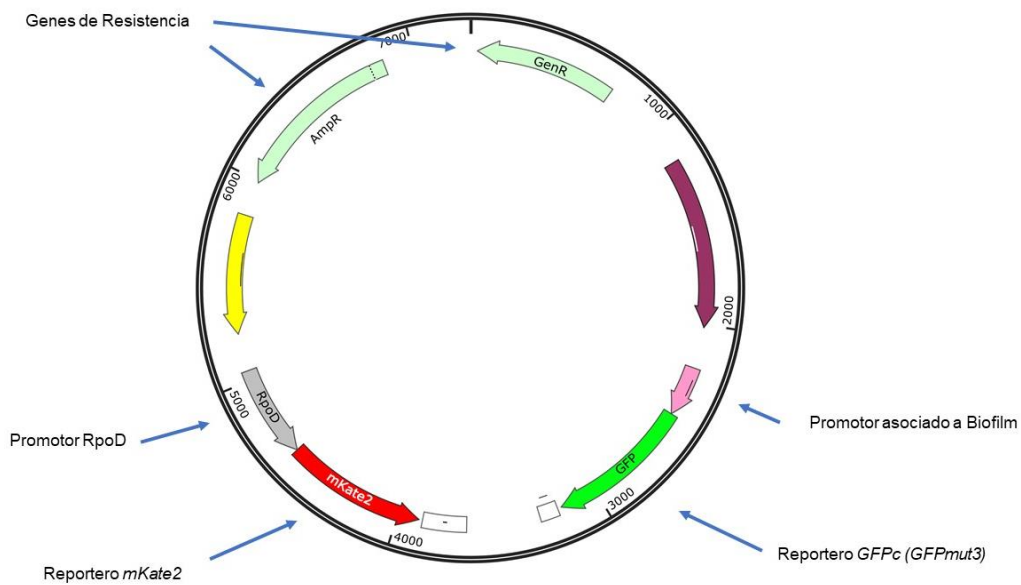 Genes de Resistencia
7000
GenR
1000
AmpR
6000
2000
RpoD
5000
Promotor RpoD
Promotor asociado a Biofilm
GFP
3000
mKate2
4000
Reportero GFPc (GFPmut3)
Reportero mKate2